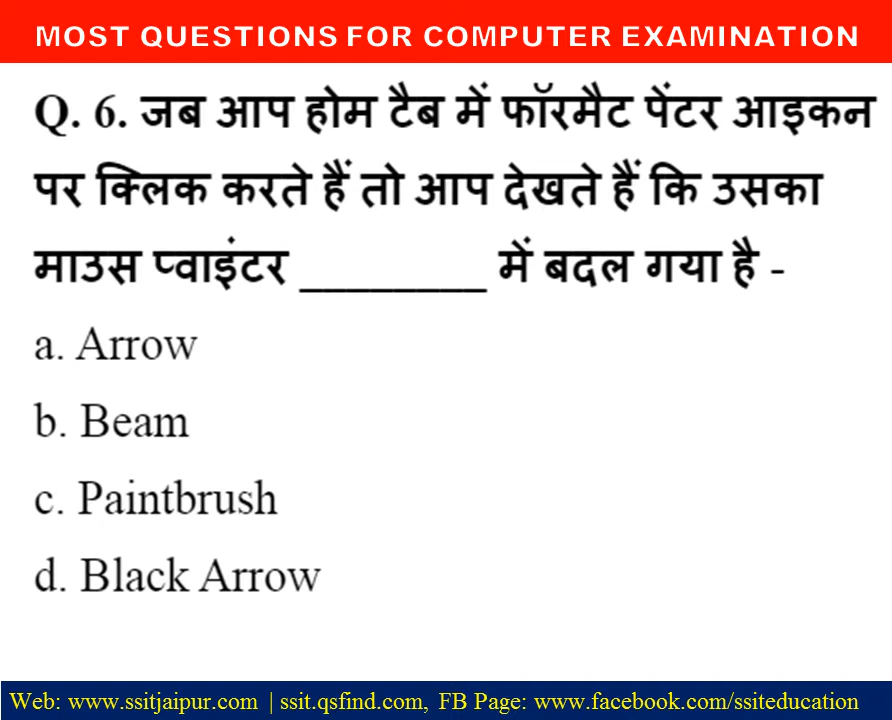 MOST QUESTIONS FOR COMPUTER EXAMINATION
Q. 6. जब आप होम टैब में फॉरमैट पेंटर आइकन
पर क्लिक करते हैं तो आप देखते हैं कि उसका
माउस प्वाइंटर ________ में बदल गया है -
a. Arrow
b. Beam
c. Paintbrush
d. Black Arrow
Web: www.ssitjaipur.com | ssit.qsfind.com, FB Page: www.facebook.com/ssiteducation